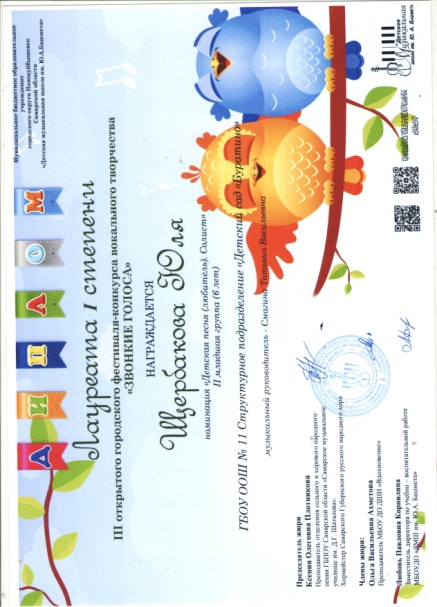 Муниципальное бюджетное образовательное
учреждение
городского округа Новокуйбышевск
Самарской области
«Детская музыкальная школа им. Ю.А.Башмета»
Детская
Музыкальная
школа им. Ю. А. Башмета
ДИПЛОМ
Лауреата I степени
III открытого городского фестиваля-конкурса вокального творчества
«ЗВОНКИЕ ГОЛОСА»
НАГРАЖДАЕТСЯ
Щербакова Юля
номинация «Детская песня (любитель). Солист»
II младшая группа (6 лет)
ГБОУ ООШ № 11 Структурное подразделение «Детский сад «Буратино»
музыкальный руководитель - Смагина Татьяна Васильевна
Председатель жюри
Ксения Олеговна Плотникова
Преподаватель отделения сольного и хорового народного
пения ГБПОУ Самарской области «Самарское музыкальное
училище им. Д.Г. Шаталова».
Хормейстер Самарского Губернского русского народного хора
Члены жюри:
Ольга Васильевна Ахметова
Преподаватель МБОУ ДО ДШИ «Вдохновение»
Любовь Павловна Корнилина
Заместитель директора по учебно – воспитательной работе
МБОУДО «ДМШ им. Ю.А. Башмета»